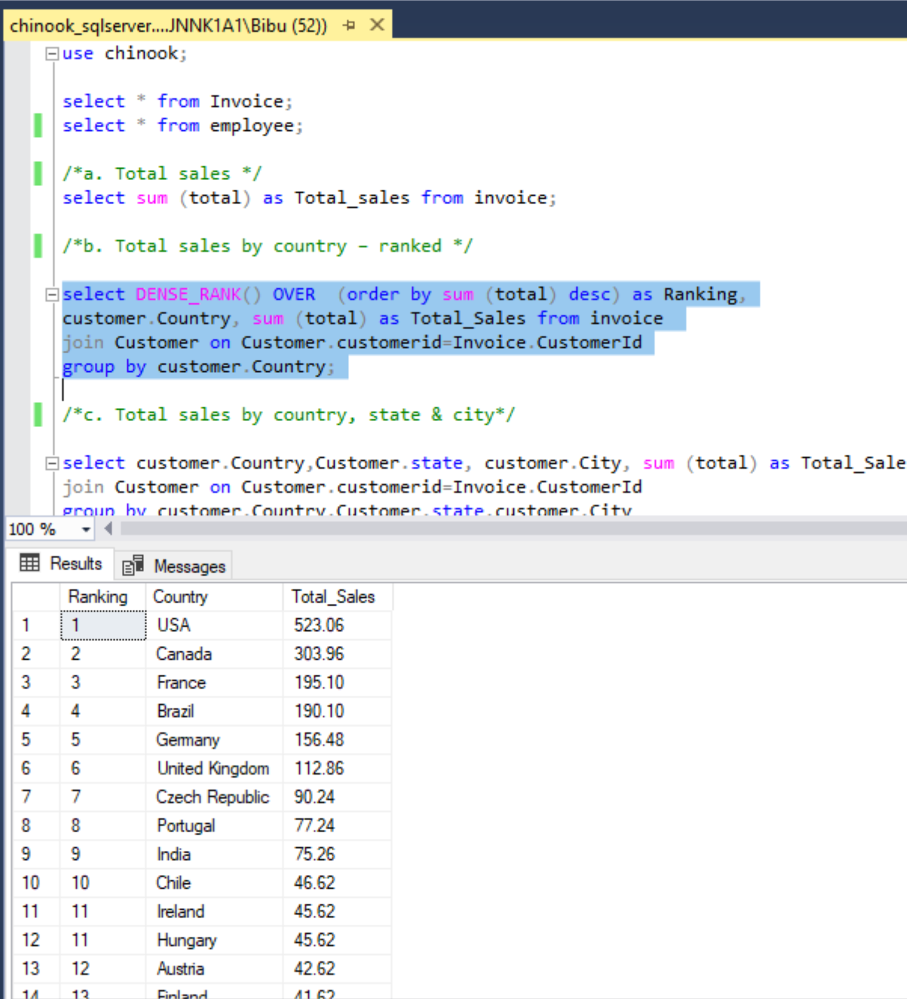 chinook_sqlserver....JNNK1A1\Bibu (52))
use chinook;
select * from Invoice;
select * from employee;
/*a. Total sales */
select sum (total) as Total_sales from invoice;
/*b. Total sales by country – ranked */
select DENSE_RANK() OVER  (order by sum (total) desc) as Ranking,
customer.Country, sum (total) as Total_Sales from invoice
join Customer on Customer.customerid=Invoice.CustomerId
group by customer.Country;
/*c. Total sales by country, state & city*/
select customer.Country,Customer.state, customer.City, sum (total) as Total_Sale
join Customer on Customer.customerid=Invoice.CustomerId
group by customer.Country,Customer.state,customer.City
100 %
Results Messages
Ranking Country Total_Sales
1 1 USA 523.06
2 2 Canada 303.96
3 3 France 195.10
4 4 Brazil 190.10
5 5 Germany 156.48
6 6 United Kingdom 112.86
7 7 Czech Republic 90.24
8 8 Portugal 77.24
9 9 India 75.26
10 10 Chile 46.62
11 11 Ireland 45.62
12 11 Hungary 45.62
13 12 Austria 42.62
14 13 Finland 41.62